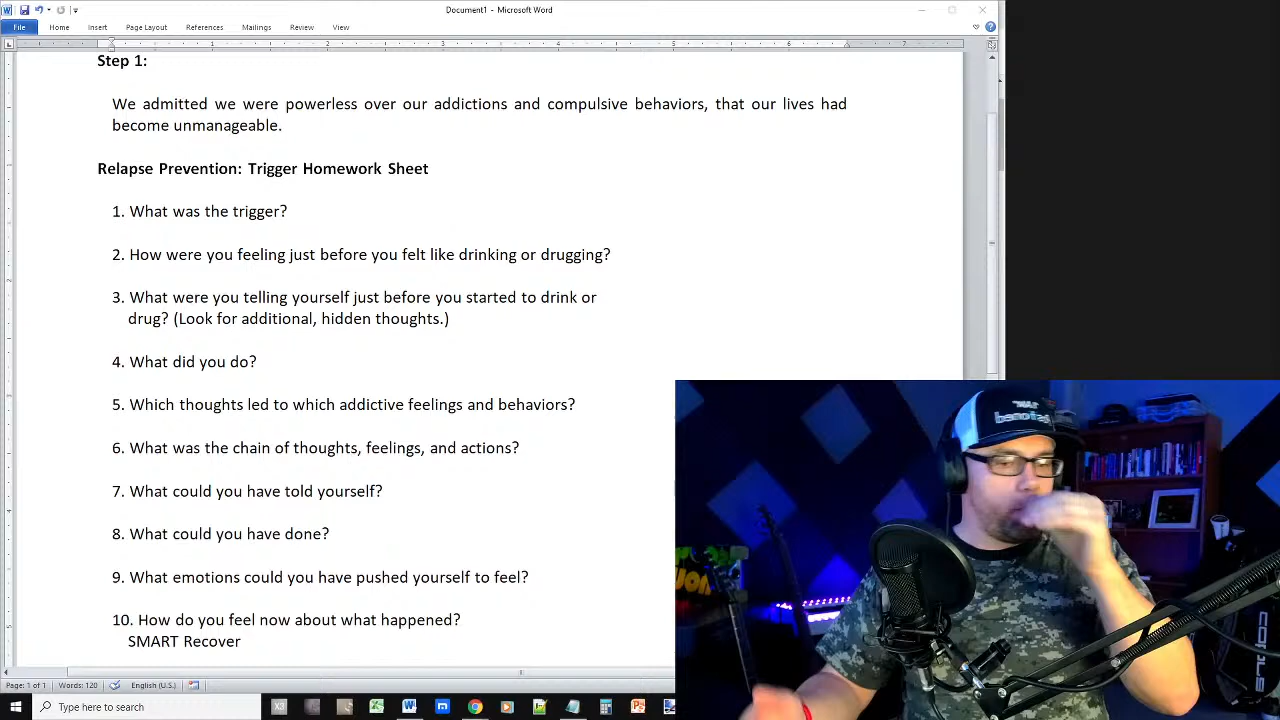 Document1 - Microsoft Word
File Home Insert Page Layout References Mailings Review View
1 2 5 6 7
Step 1:
We admitted we were powerless over our addictions and compulsive behaviors, that our lives had
become unmanageable.
Relapse Prevention: Trigger Homework Sheet
1. What was the trigger?
2. How were you feeling just before you felt like drinking or drugging?
3. What were you telling yourself just before you started to drink or
drug? (Look for additional, hidden thoughts.)
4. What did you do?
5. Which thoughts led to which addictive feelings and behaviors?
6. What was the chain of thoughts, feelings, and actions?
7. What could you have told yourself?
8. What could you have done?
9. What emotions could you have pushed yourself to feel?
10. How do you feel now about what happened?
SMART Recover
Page: 1 of 1 Words: 120 English (U.S.)
Type here to search